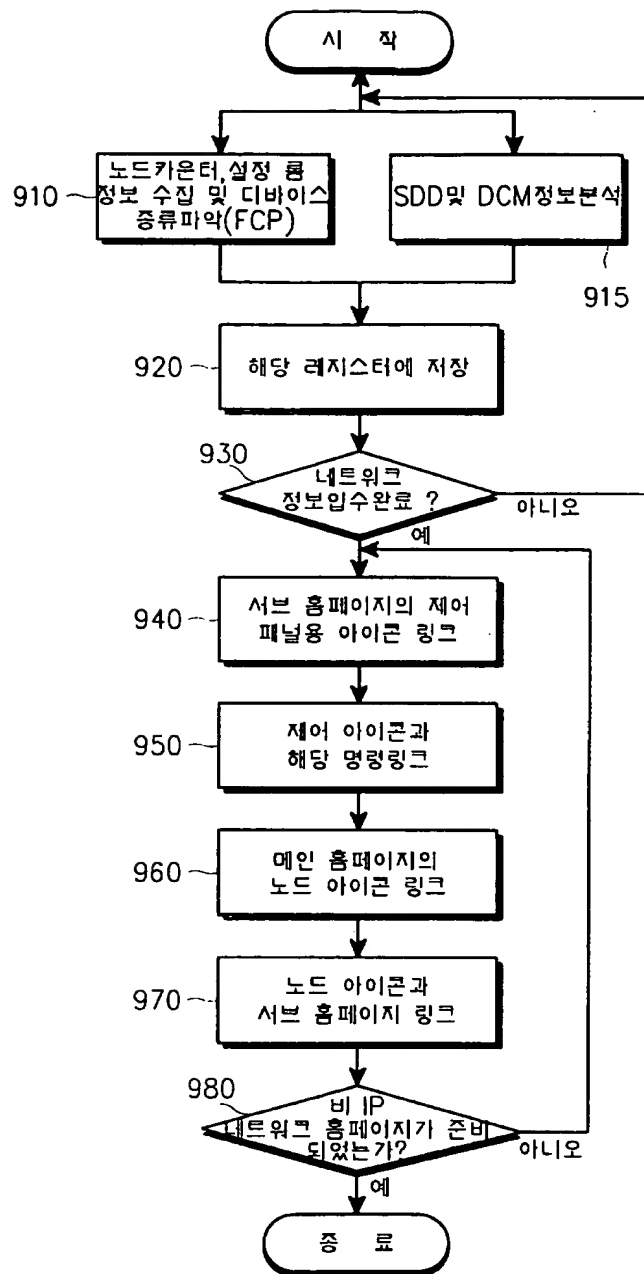 시 작
910
노드카운터,설정 롬
정보 수집 및 디바이스
종류파악(FCP)
SDD및 DCM정보분석
915
920
해당 레지스터에 저장
930
네트워크
정보입수완료 ?
아니오
예
940
서브 홈페이지의 제어
패널용 아이콘 링크
950
제어 아이콘과
해당 명령링크
960
메인 홈페이지의
노드 아이콘 링크
970
노드 아이콘과
서브 홈페이지 링크
980
비 IP
네트워크 홈페이지가 준비
되었는가?
아니오
예
종 료